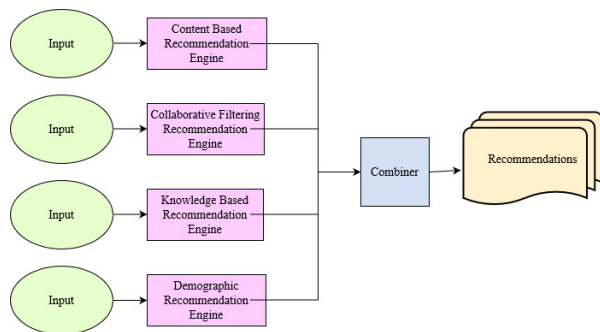 Input
Content Based
Recommendation
Engine
Input
Collaborative Filtering
Recommendation
Engine
Combiner
Recommendations
Input
Knowledge Based
Recommendation
Engine
Input
Demographic
Recommendation
Engine